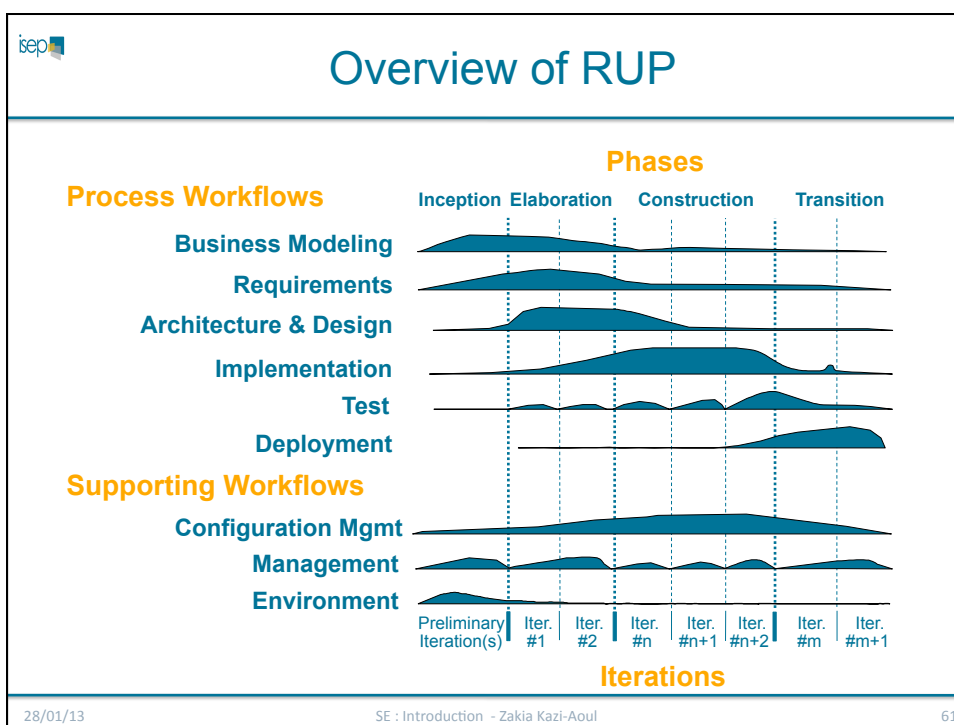 isep
Overview of RUP
Phases
Process Workflows
Inception Elaboration Construction Transition
Business Modeling
Requirements
Architecture & Design
Implementation
Test
Deployment
Supporting Workflows
Configuration Mgmt
Management
Environment
Preliminary Iteration(s)
Iter. #1
Iter. #2
Iter. #n
Iter. #n+1
Iter. #n+2
Iter. #m
Iter. #m+1
Iterations
28/01/13 SE : Introduction - Zakia Kazi-Aoul 61